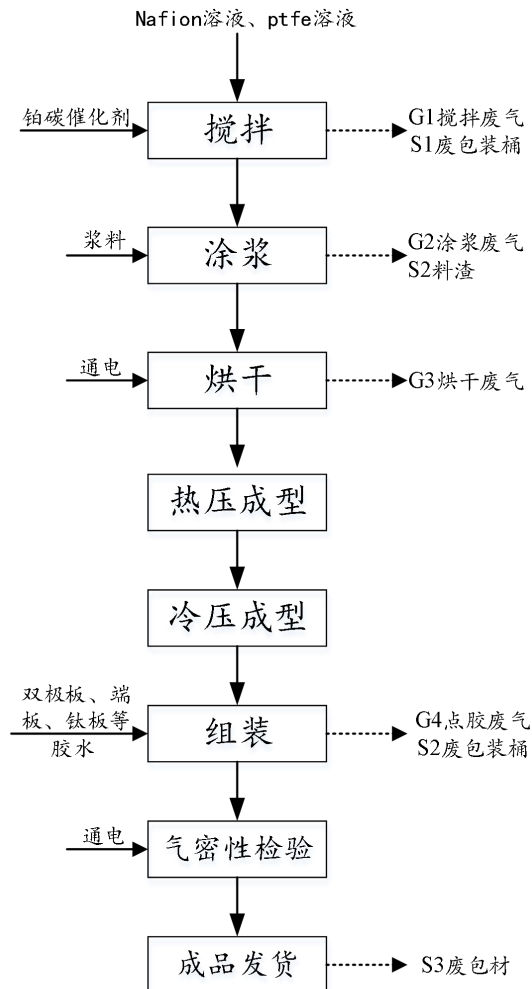 Nafion溶液、ptfe溶液
铂碳催化剂
搅拌
G1搅拌废气
S1废包装桶
浆料
涂浆
G2涂浆废气
S2料渣
通电
烘干
G3烘干废气
热压成型
冷压成型
双极板、端
板、钛板等
胶水
组装
G4点胶废气
S2废包装桶
通电
气密性检验
成品发货
S3废包材